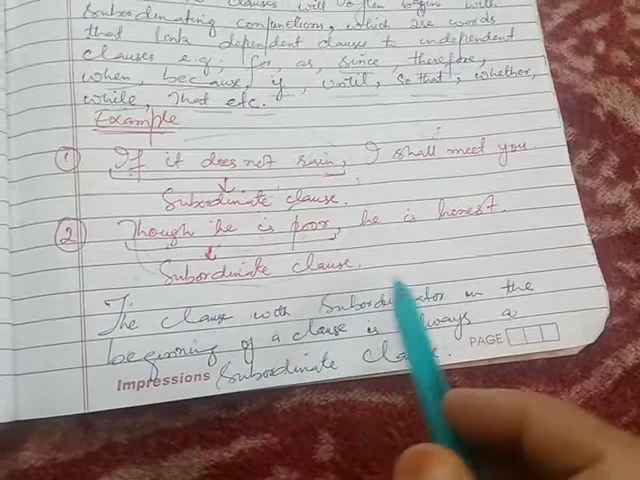 clauses will often begin with
subordinating conjunctions, which are words
that link dependent clauses to independent
clauses e.g; for, as, since, therefore,
when, because, if, until, so that, whether,
while, that etc.
Example
① If it does not rain, I shall meet you.
Subordinate clause.
② Though he is poor, he is honest.
Subordinate clause.
The clause with Subordinator in the
beginning of a clause is always a
Subordinate clause.
Impressions
PAGE